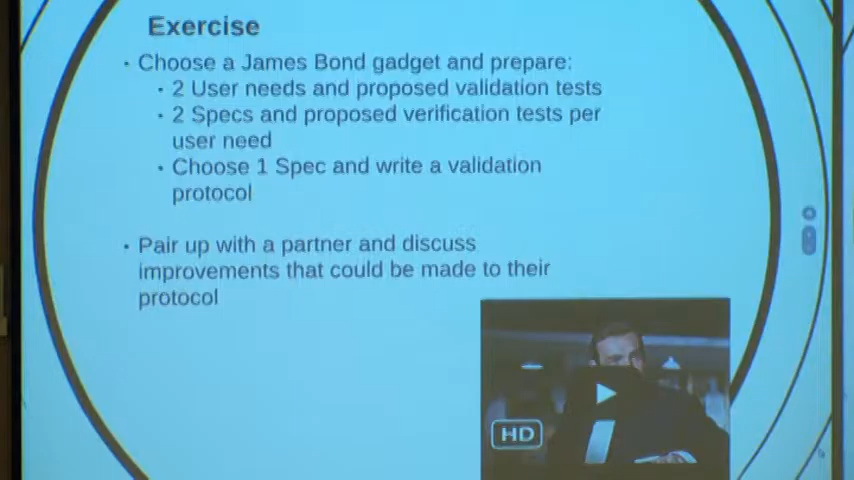 Exercise
• Choose a James Bond gadget and prepare:
• 2 User needs and proposed validation tests
• 2 Specs and proposed verification tests per
user need
• Choose 1 Spec and write a validation
protocol
• Pair up with a partner and discuss
improvements that could be made to their
protocol
HD